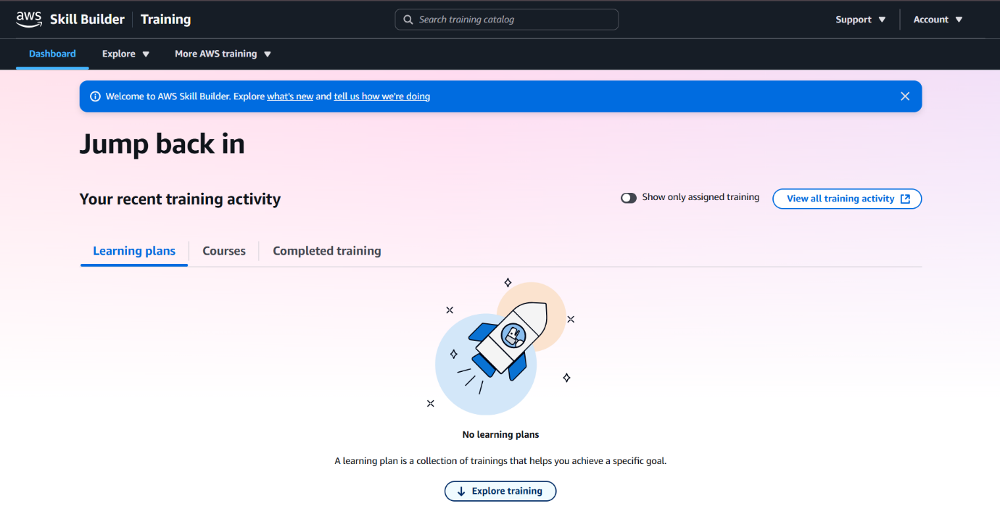 aws Skill Builder Training
Search training catalog
Support
Account
Dashboard
Explore
More AWS training
Welcome to AWS Skill Builder. Explore what's new and tell us how we're doing
Jump back in
Your recent training activity
Show only assigned training
View all training activity
Learning plans
Courses
Completed training
No learning plans
A learning plan is a collection of trainings that helps you achieve a specific goal.
Explore training